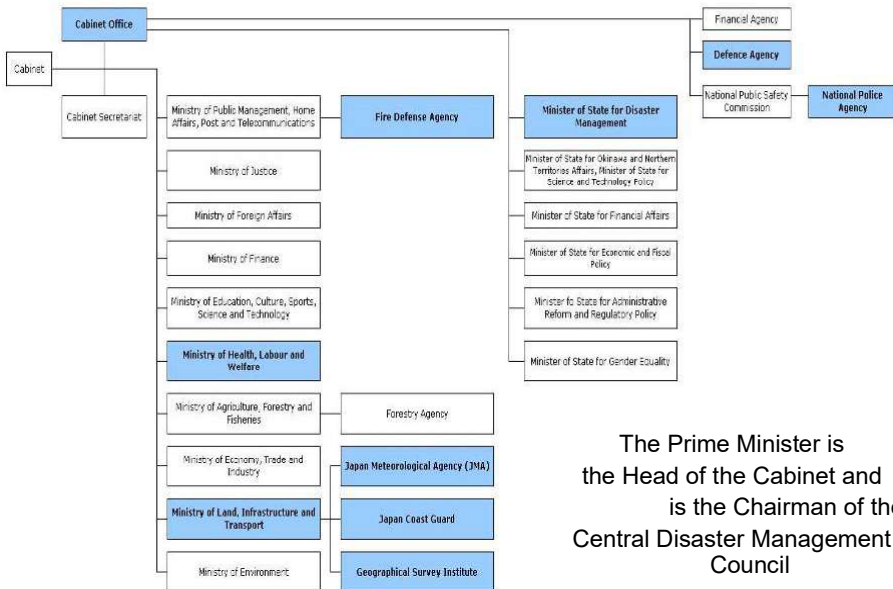 Cabinet Office
Financial Agency
Defence Agency
Cabinet
National Public Safety
Commission
National Police
Agency
Cabinet Secretariat
Ministry of Public Management, Home
Affairs, Post and Telecommunications
Fire Defense Agency
Minister of State for Disaster
Management
Ministry of Justice
Minister of State for Okinawa and Northern
Territories Affairs, Minister of State for
Science and Technology Policy
Ministry of Foreign Affairs
Minister of State for Financial Affairs
Ministry of Finance
Minister of State for Economic and Fiscal
Policy
Ministry of Education, Culture, Sports,
Science and Technology
Minister fo State for Administrative
Reform and Regulatory Policy
Ministry of Health, Labour and
Welfare
Minister of State for Gender Equality
Ministry of Agriculture, Forestry and
Fisheries
Forestry Agency
Ministry of Economy, Trade and
Industry
Japan Meteorological Agency (JMA)
Ministry of Land, Infrastructure and
Transport
Japan Coast Guard
Ministry of Environment
Geographical Survey Institute
The Prime Minister is
the Head of the Cabinet and
is the Chairman of the
Central Disaster Management
Council